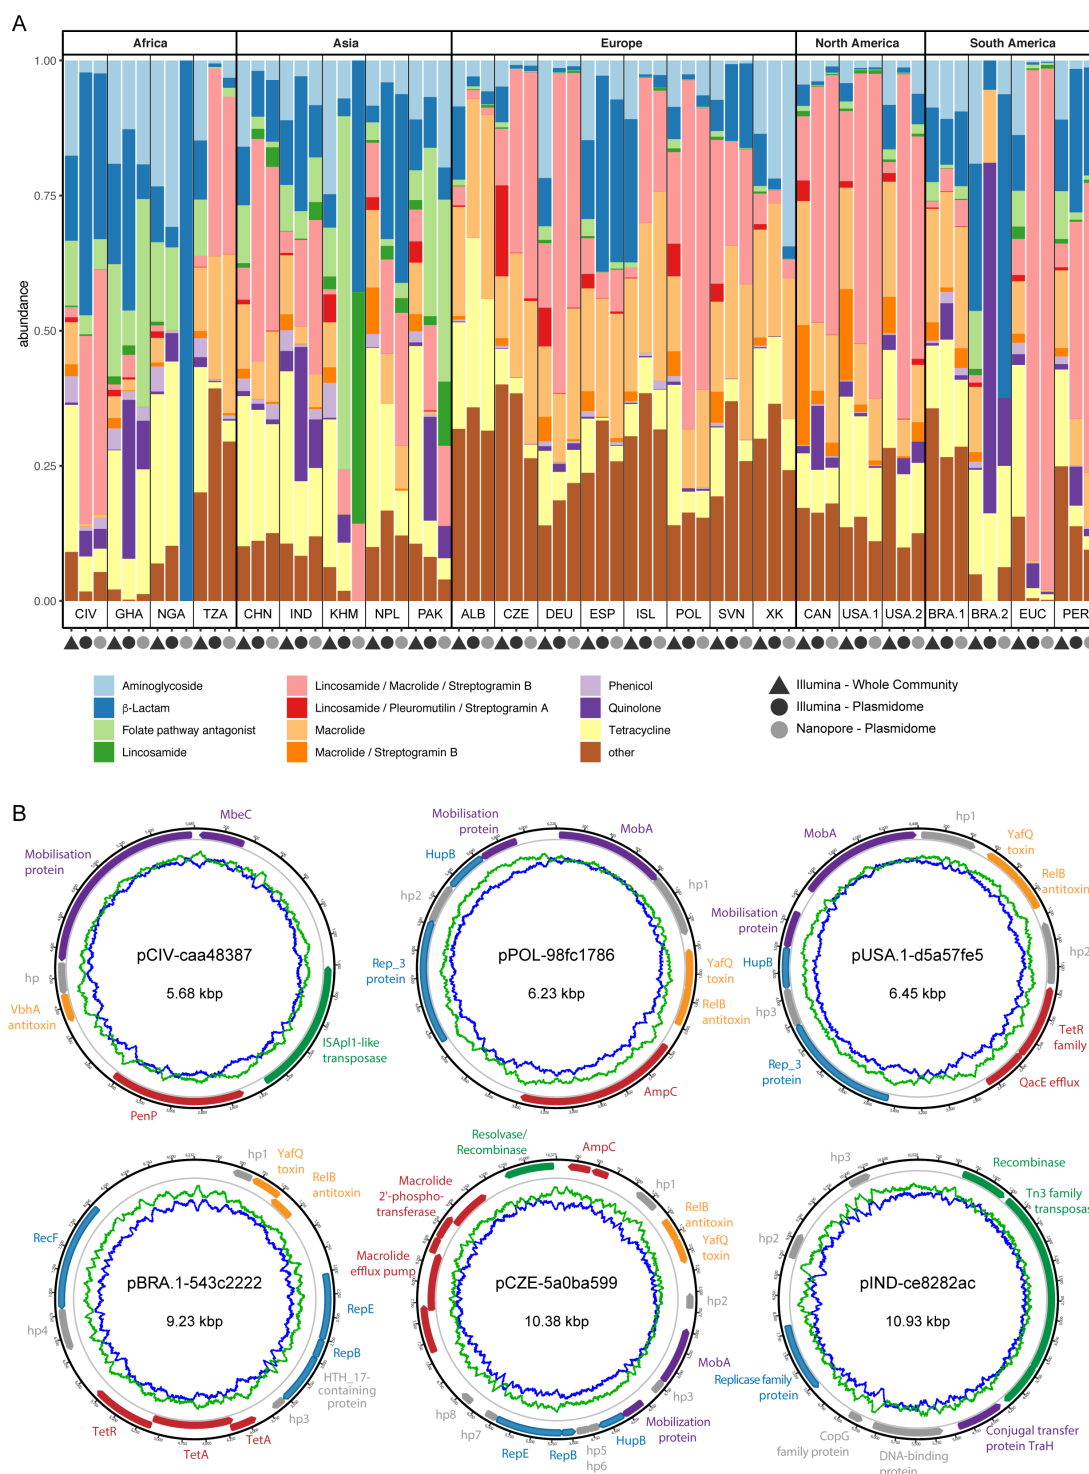 A
Africa
Asia
Europe
North America
South America
abundance
1.00
0.75
0.50
0.25
0.00
CIV
GHA
NGA
TZA
CHN
IND
KHM
NPL
PAK
ALB
CZE
DEU
ESP
ISL
POL
SVN
XK
CAN
USA.1
USA.2
BRA.1
BRA.2
EUC
PER
Aminoglycoside
β-Lactam
Folate pathway antagonist
Lincosamide
Lincosamide / Macrolide / Streptogramin B
Lincosamide / Pleuromutilin / Streptogramin A
Macrolide
Macrolide / Streptogramin B
Phenicol
Quinolone
Tetracycline
other
Illumina - Whole Community
Illumina - Plasmidome
Nanopore - Plasmidome
B
MbeC
Mobilisation
protein
hp
VbhA
antitoxin
PenP
ISApl1-like
transposase
pCIV-caa48387
5.68 kbp
Mobilisation
protein
MobA
HupB
hp1
hp2
Rep_3
protein
YafQ
toxin
RelB
antitoxin
AmpC
pPOL-98fc1786
6.23 kbp
MobA
hp1
YafQ
toxin
RelB
antitoxin
Mobilisation
protein
HupB
hp2
hp3
Rep_3
protein
TetR
family
QacE efflux
pUSA.1-d5a57fe5
6.45 kbp
hp1
YafQ
toxin
RelB
antitoxin
RecF
RepE
RepB
HTH_17-
containing
protein
hp4
hp3
TetR
TetA
TetA
pBRA.1-543c2222
9.23 kbp
Resolvase/
Recombinase
AmpC
Macrolide
2'-phospho-
transferase
hp1
RelB
antitoxin
YafQ
toxin
Macrolide
efflux pump
hp2
MobA
hp3
Mobilization
protein
HupB
hp5
hp6
RepB
RepE
hp7
hp8
pCZE-5a0ba599
10.38 kbp
hp3
Recombinase
Tn3 family
transposas
hp2
Replicase family
protein
CopG
family protein
DNA-binding
protein
Conjugal transfer
protein TraH
pIND-ce8282ac
10.93 kbp